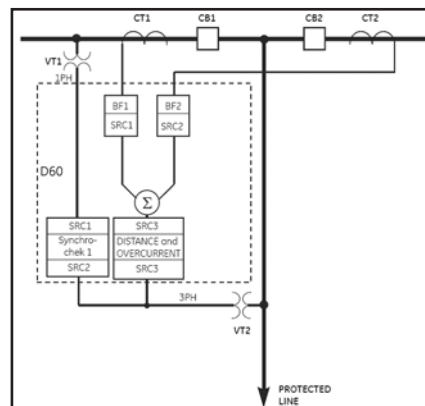 CT1
CB1
CB2
CT2
VT1
1PH
BF1
SRC1
BF2
SRC2
D60
Σ
SRC1
Synchro-
chek 1
SRC2
SRC3
DISTANCE and
OVERCURRENT
SRC3
3PH
VT2
PROTECTED
LINE